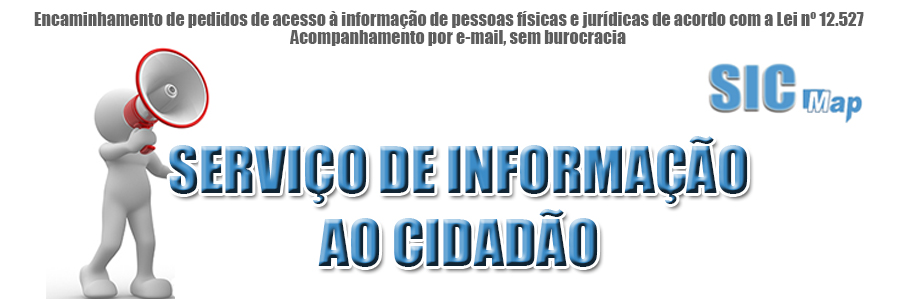 Encaminhamento de pedidos de acesso à informação de pessoas físicas e jurídicas de acordo com a Lei nº 12.527
Acompanhamento por e-mail, sem burocracia
SIC Map
SERVIÇO DE INFORMAÇÃO
AO CIDADÃO